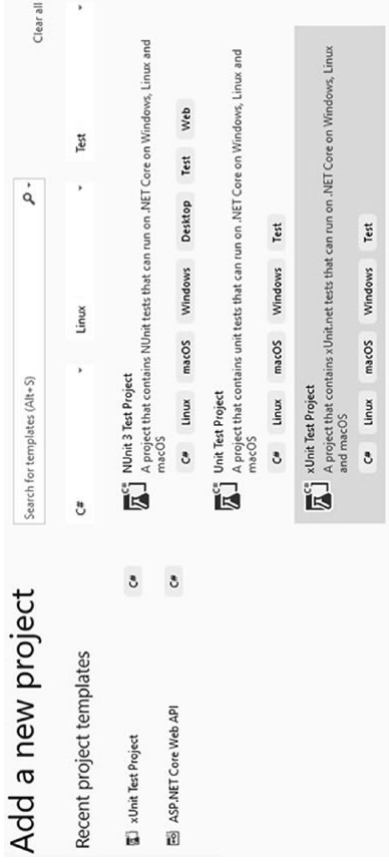 Add a new project
Search for templates (Alt+S)
Clear all
Recent project templates
C#
Linux
Test
xUnit Test Project
C#
ASP.NET Core Web API
C#
NUnit 3 Test Project
A project that contains NUnit tests that can run on .NET Core on Windows, Linux and
macOS
C# Linux macOS Windows Desktop Test Web
Unit Test Project
A project that contains unit tests that can run on .NET Core on Windows, Linux and
macOS
C# Linux macOS Windows Test
xUnit Test Project
A project that contains xUnit.net tests that can run on .NET Core on Windows, Linux
and macOS
C# Linux macOS Windows Test